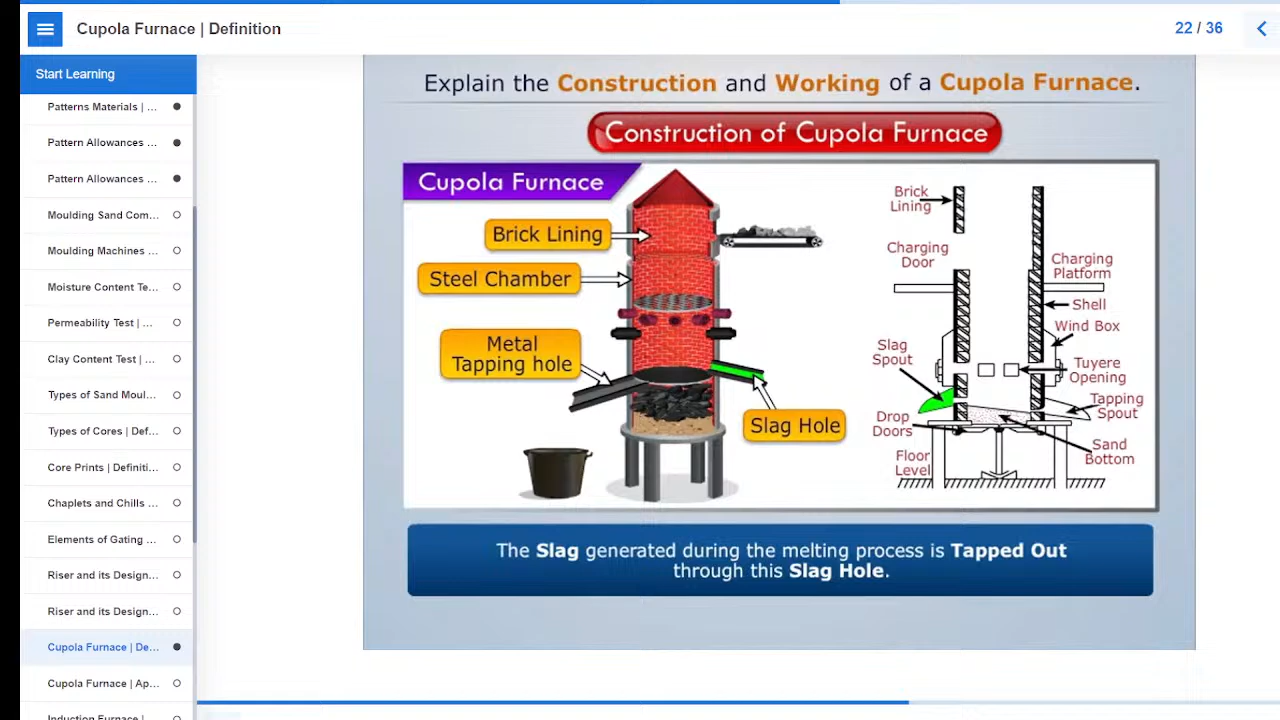 Cupola Furnace | Definition
22 / 36
Start Learning
Patterns Materials | ...
Pattern Allowances ...
Pattern Allowances ...
Moulding Sand Com...
Moulding Machines ...
Moisture Content Te...
Permeability Test | ...
Clay Content Test | ...
Types of Sand Moul...
Types of Cores | Def...
Core Prints | Definiti...
Chaplets and Chills ...
Elements of Gating ...
Riser and its Design...
Riser and its Design...
Cupola Furnace | De...
Cupola Furnace | Ap...
Induction Furnace | ...
Explain the Construction and Working of a Cupola Furnace.
Construction of Cupola Furnace
Cupola Furnace
Brick Lining
Steel Chamber
Metal
Tapping hole
Slag Hole
Brick
Lining
Charging
Door
Charging
Platform
Shell
Wind Box
Slag
Spout
Tuyere
Opening
Tapping
Spout
Drop
Doors
Sand
Bottom
Floor
Level
The Slag generated during the melting process is Tapped Out
through this Slag Hole.